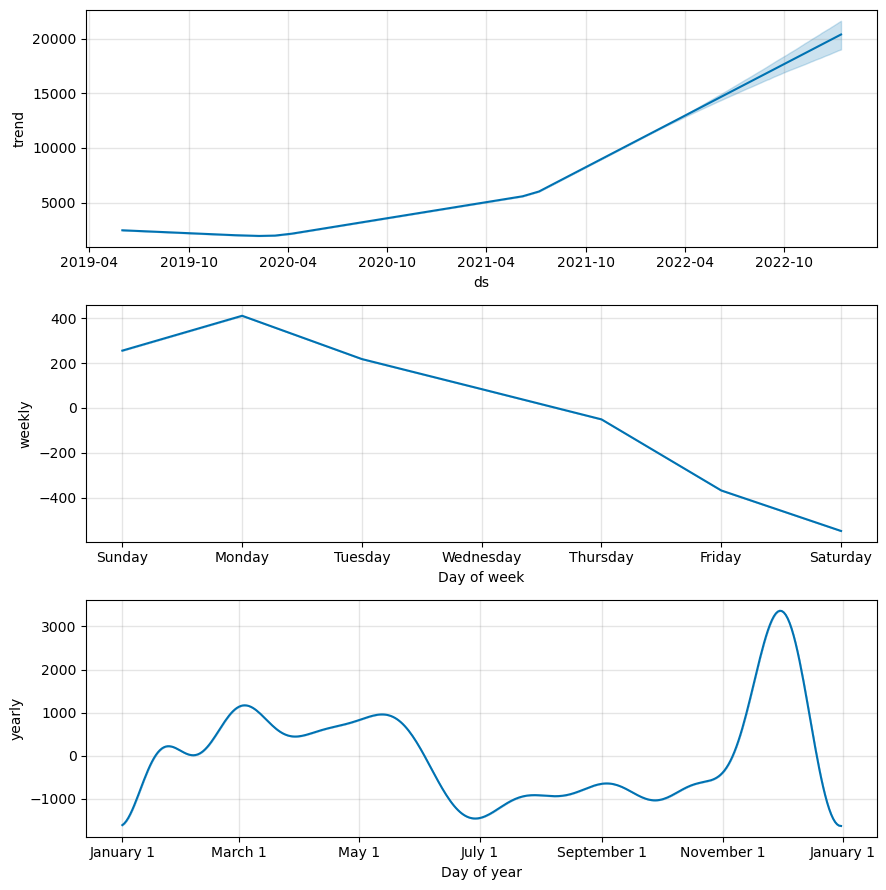 20000
15000
10000
5000
trend
2019-04 2019-10 2020-04 2020-10 2021-04 2021-10 2022-04 2022-10
ds
400
200
0
−200
−400
weekly
Sunday Monday Tuesday Wednesday Thursday Friday Saturday
Day of week
3000
2000
1000
0
−1000
yearly
January 1 March 1 May 1 July 1 September 1 November 1 January 1
Day of year